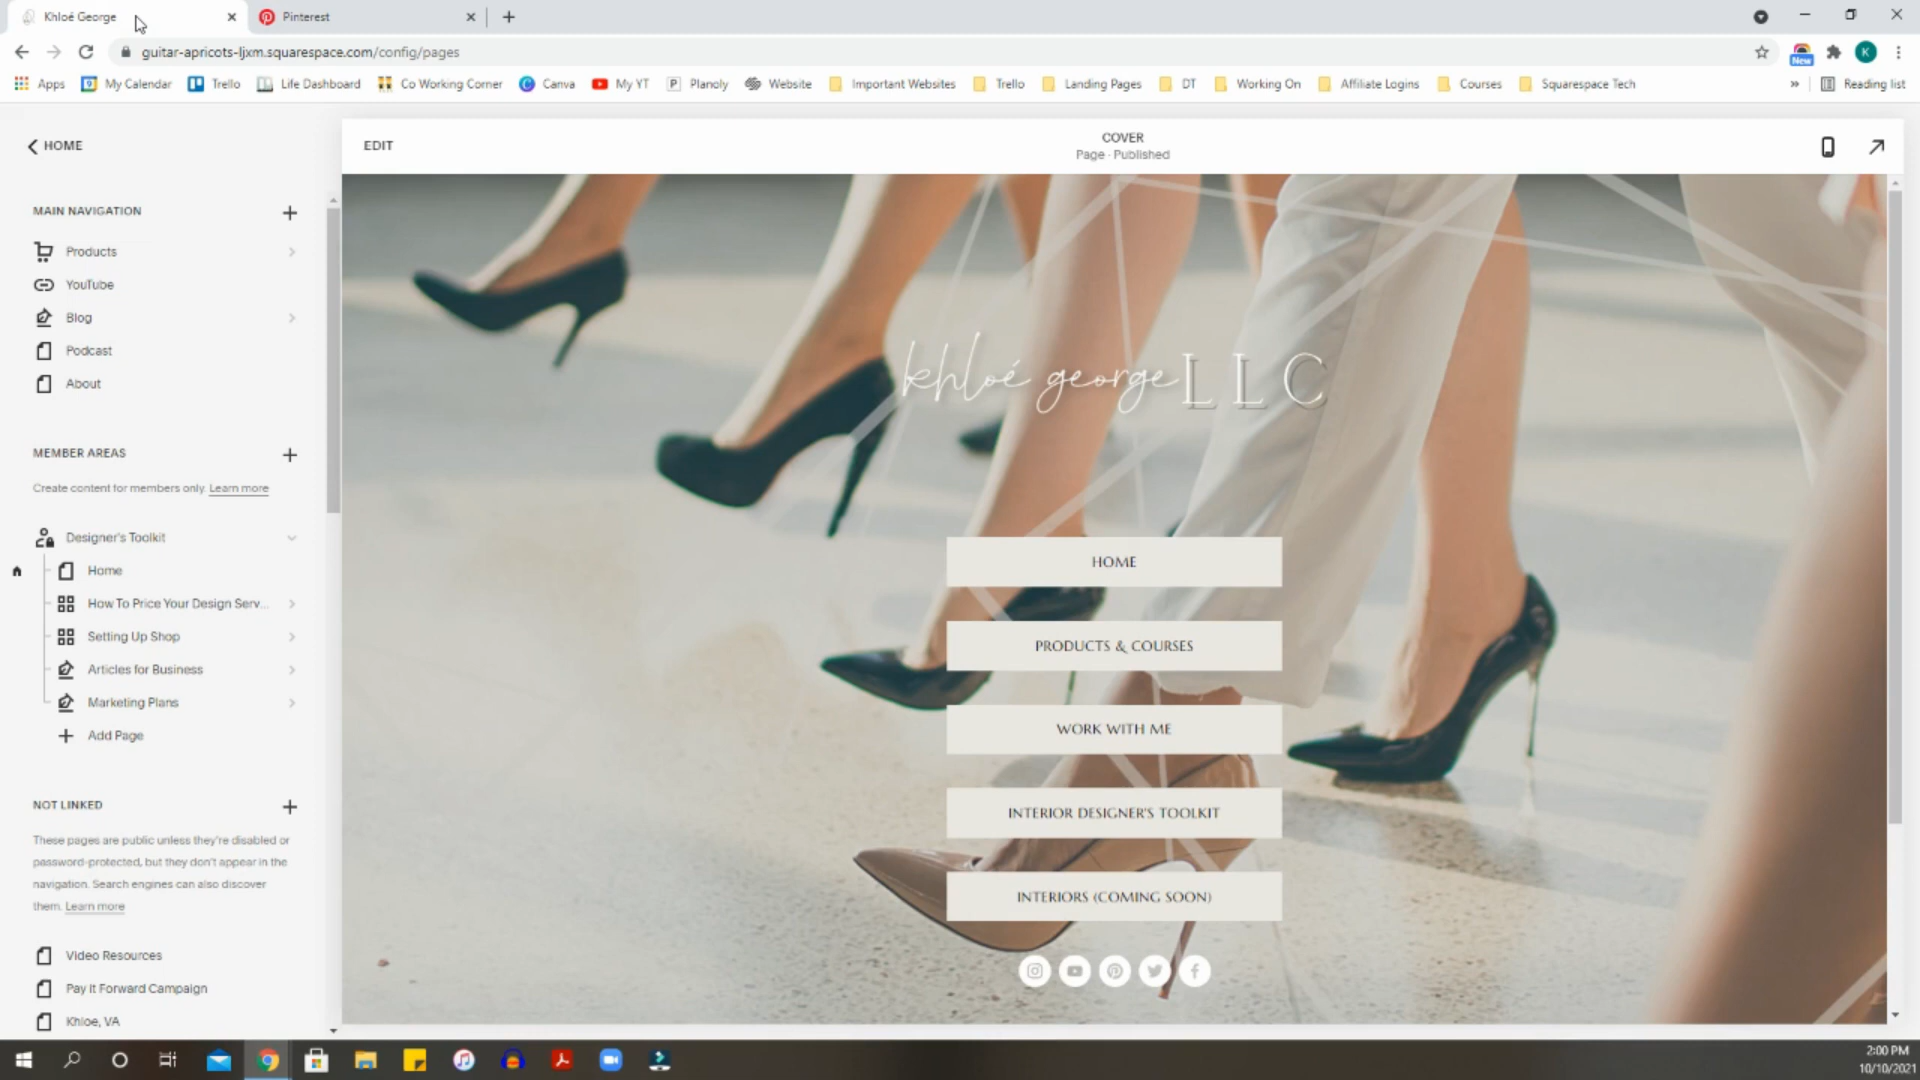 Khloé George
Pinterest
guitar-apricots-ljxm.squarespace.com/config/pages
New
K
Apps
My Calendar
Trello
Life Dashboard
Co Working Corner
Canva
My YT
Planoly
Website
Important Websites
Trello
Landing Pages
DT
Working On
Affiliate Logins
Courses
Squarespace Tech
»
Reading list
HOME
EDIT
COVER
Page · Published
MAIN NAVIGATION
Products
YouTube
Blog
Podcast
About
MEMBER AREAS
Create content for members only. Learn more
Designer's Toolkit
Home
How To Price Your Design Serv...
Setting Up Shop
Articles for Business
Marketing Plans
Add Page
NOT LINKED
These pages are public unless they're disabled or
password-protected, but they don't appear in the
navigation. Search engines can also discover
them. Learn more
Video Resources
Pay it Forward Campaign
Khloe, VA
khloé george LLC
HOME
PRODUCTS & COURSES
WORK WITH ME
INTERIOR DESIGNER'S TOOLKIT
INTERIORS (COMING SOON)
2:00 PM
10/10/2021